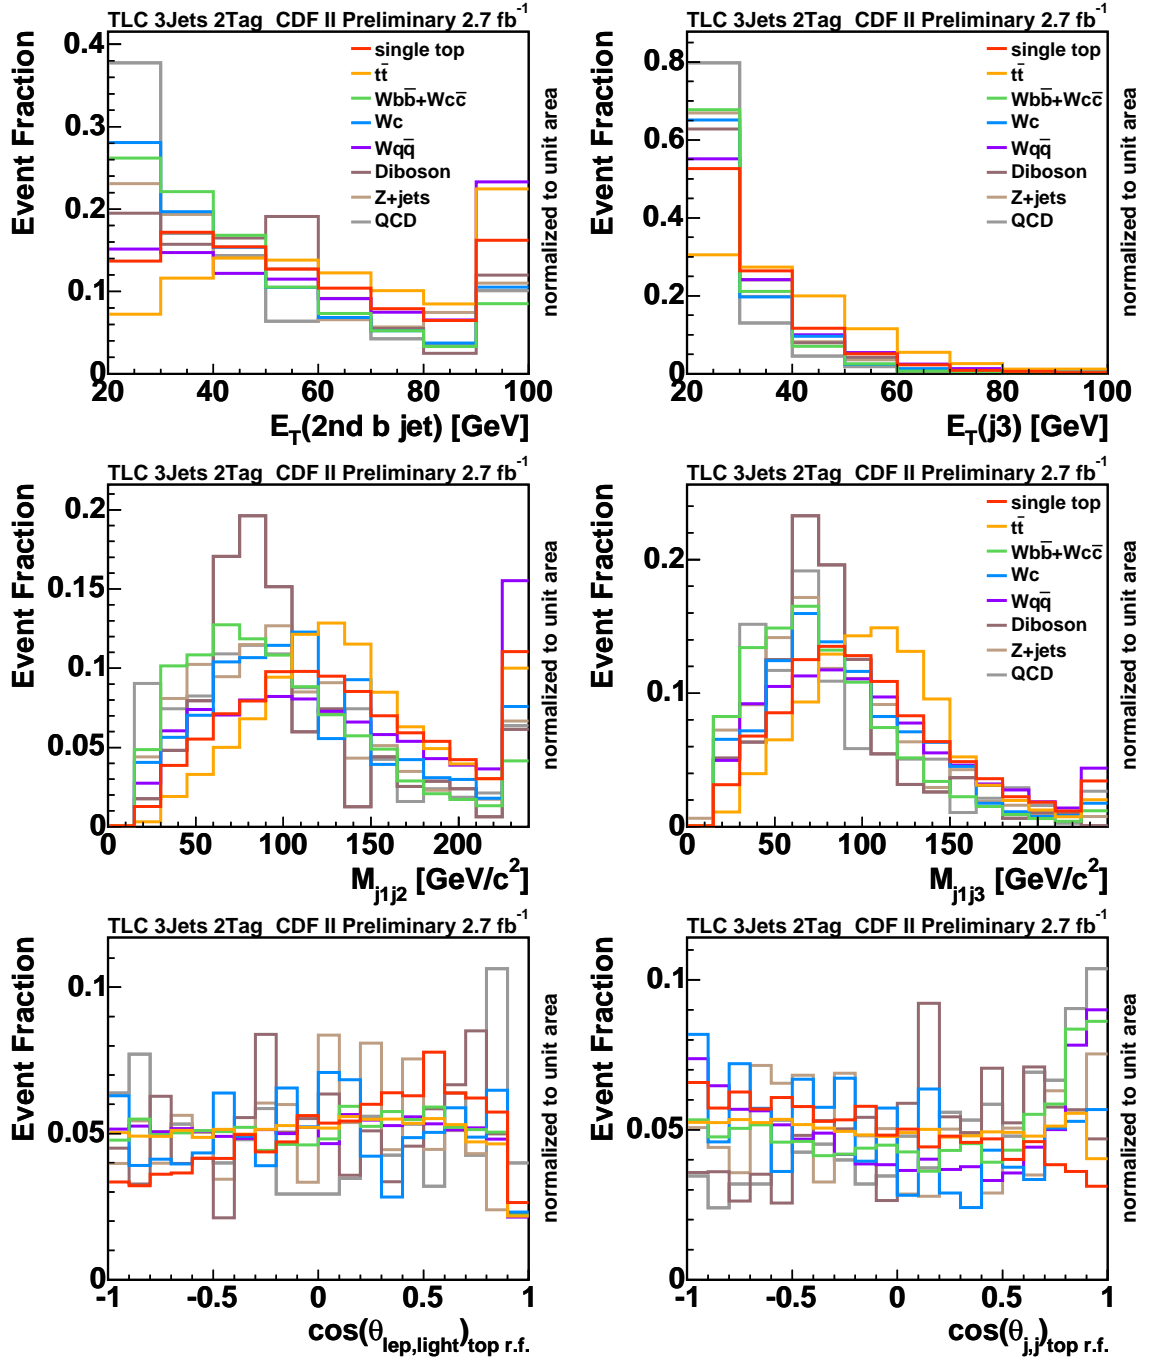 TLC 3Jets 2Tag CDF II Preliminary 2.7 fb⁻¹
Event Fraction
0.4
0.3
0.2
0.1
0
single top
tt̄
Wbb̄+Wcc̄
Wc
Wqq̄
Diboson
Z+jets
QCD
normalized to unit area
20 40 60 80 100
E_T(2nd b jet) [GeV]
TLC 3Jets 2Tag CDF II Preliminary 2.7 fb⁻¹
Event Fraction
0.8
0.6
0.4
0.2
0
single top
tt̄
Wbb̄+Wcc̄
Wc
Wqq̄
Diboson
Z+jets
QCD
normalized to unit area
20 40 60 80 100
E_T(j3) [GeV]
TLC 3Jets 2Tag CDF II Preliminary 2.7 fb⁻¹
Event Fraction
0.2
0.15
0.1
0.05
0
normalized to unit area
0 50 100 150 200
M_j1j2 [GeV/c²]
TLC 3Jets 2Tag CDF II Preliminary 2.7 fb⁻¹
Event Fraction
0.2
0.1
0
single top
tt̄
Wbb̄+Wcc̄
Wc
Wqq̄
Diboson
Z+jets
QCD
normalized to unit area
0 50 100 150 200
M_j1j3 [GeV/c²]
TLC 3Jets 2Tag CDF II Preliminary 2.7 fb⁻¹
Event Fraction
0.1
0.05
0
normalized to unit area
-1 -0.5 0 0.5 1
cos(θ_lep,light)_top r.f.
TLC 3Jets 2Tag CDF II Preliminary 2.7 fb⁻¹
Event Fraction
0.1
0.05
0
normalized to unit area
-1 -0.5 0 0.5 1
cos(θ_j,j)_top r.f.